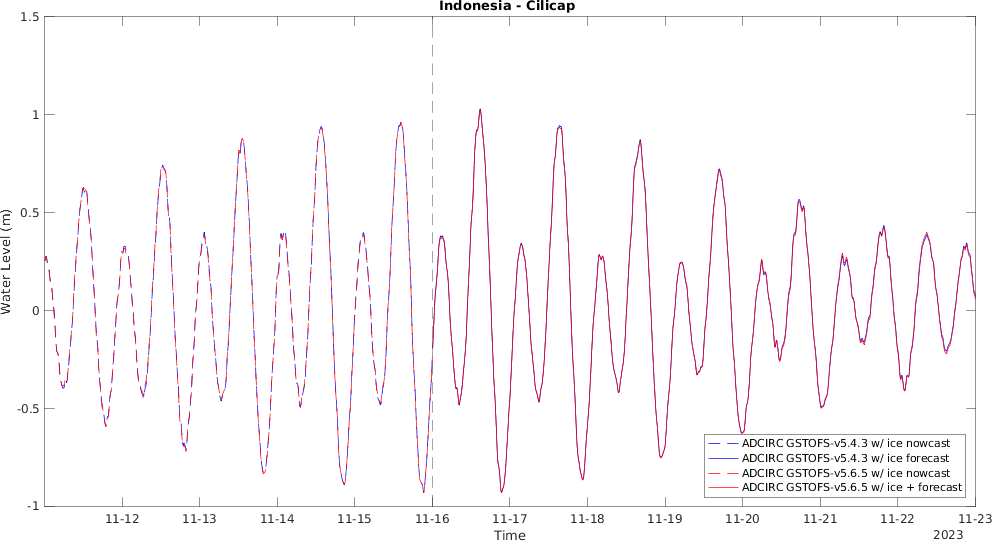 Indonesia - Cilicap
1.5
1
0.5
0
-0.5
-1
Water Level (m)
11-12
11-13
11-14
11-15
11-16
11-17
11-18
11-19
11-20
11-21
11-22
11-23
Time
2023
ADCIRC GSTOFS-v5.4.3 w/ ice nowcast
ADCIRC GSTOFS-v5.4.3 w/ ice forecast
ADCIRC GSTOFS-v5.6.5 w/ ice nowcast
ADCIRC GSTOFS-v5.6.5 w/ ice + forecast